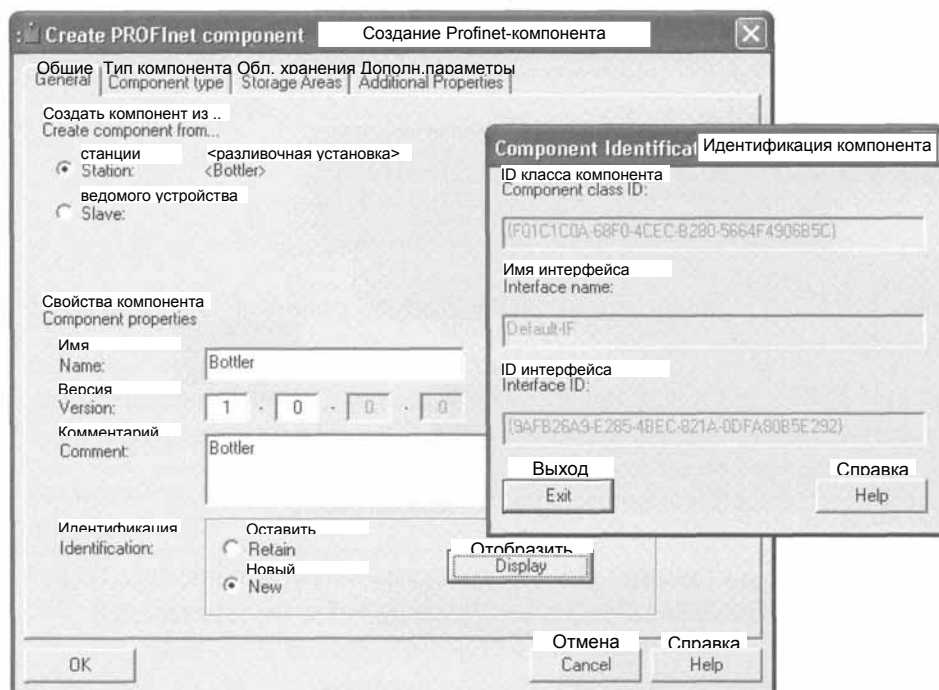 Create PROFInet component Создание Profinet-компонента
Общие Тип компонента Обл. хранения Дополн.параметры
General Component type Storage Areas Additional Properties
Создать компонент из ..
Create component from...
станции <разливочная установка>
Station: <Bottler>
ведомого устройства
Slave:
Свойства компонента
Component properties
Имя
Name: Bottler
Версия
Version: 1 . 0 . 0 . 0
Комментарий
Comment: Bottler
Идентификация
Identification:
Оставить
Retain
Новый
New
Отобразить
Display
OK
Отмена
Cancel
Справка
Help
Component Identificat Идентификация компонента
ID класса компонента
Component class ID:
{F01C1C0A-68F0-4CEC-B280-5664F4906B5C}
Имя интерфейса
Interface name:
Default-IF
ID интерфейса
Interface ID:
{9AFB26A9-E285-4BEC-821A-0DFA80B5E292}
Выход
Exit
Справка
Help